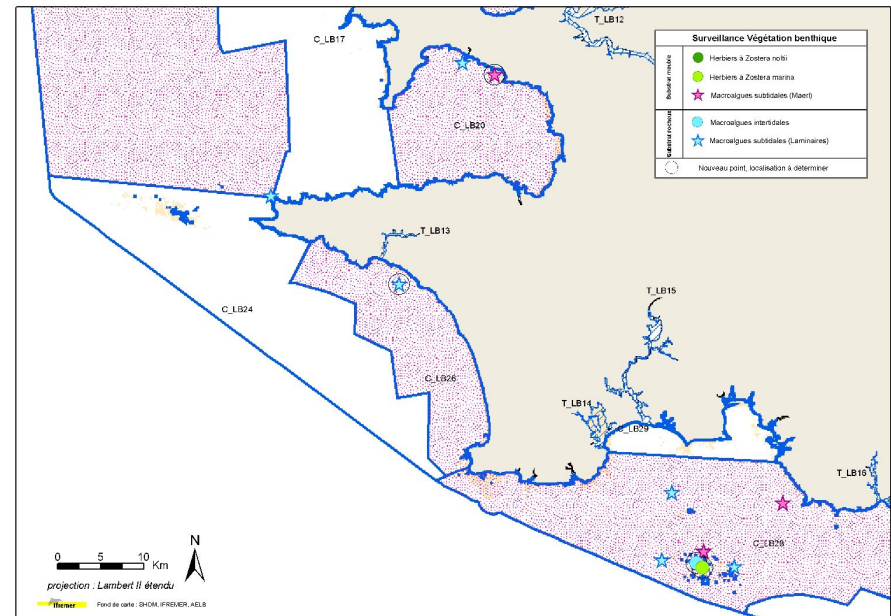 T_LB12
C_LB17
Surveillance Végétation benthique
Substrat meuble
Herbiers à Zostera noltii
Herbiers à Zostera marina
Macroalgues subtidales (Maerl)
Substrat rocheux
Macroalgues intertidales
Macroalgues subtidales (Laminaires)
Nouveau point, localisation à déterminer
C_LB20
T_LB13
C_LB24
T_LB15
C_LB26
T_LB14
C_LB29
T_LB16
C_LB28
N
0 5 10
Km
projection : Lambert II étendu
Ifremer
Fond de carte : SHOM, IFREMER, AELB